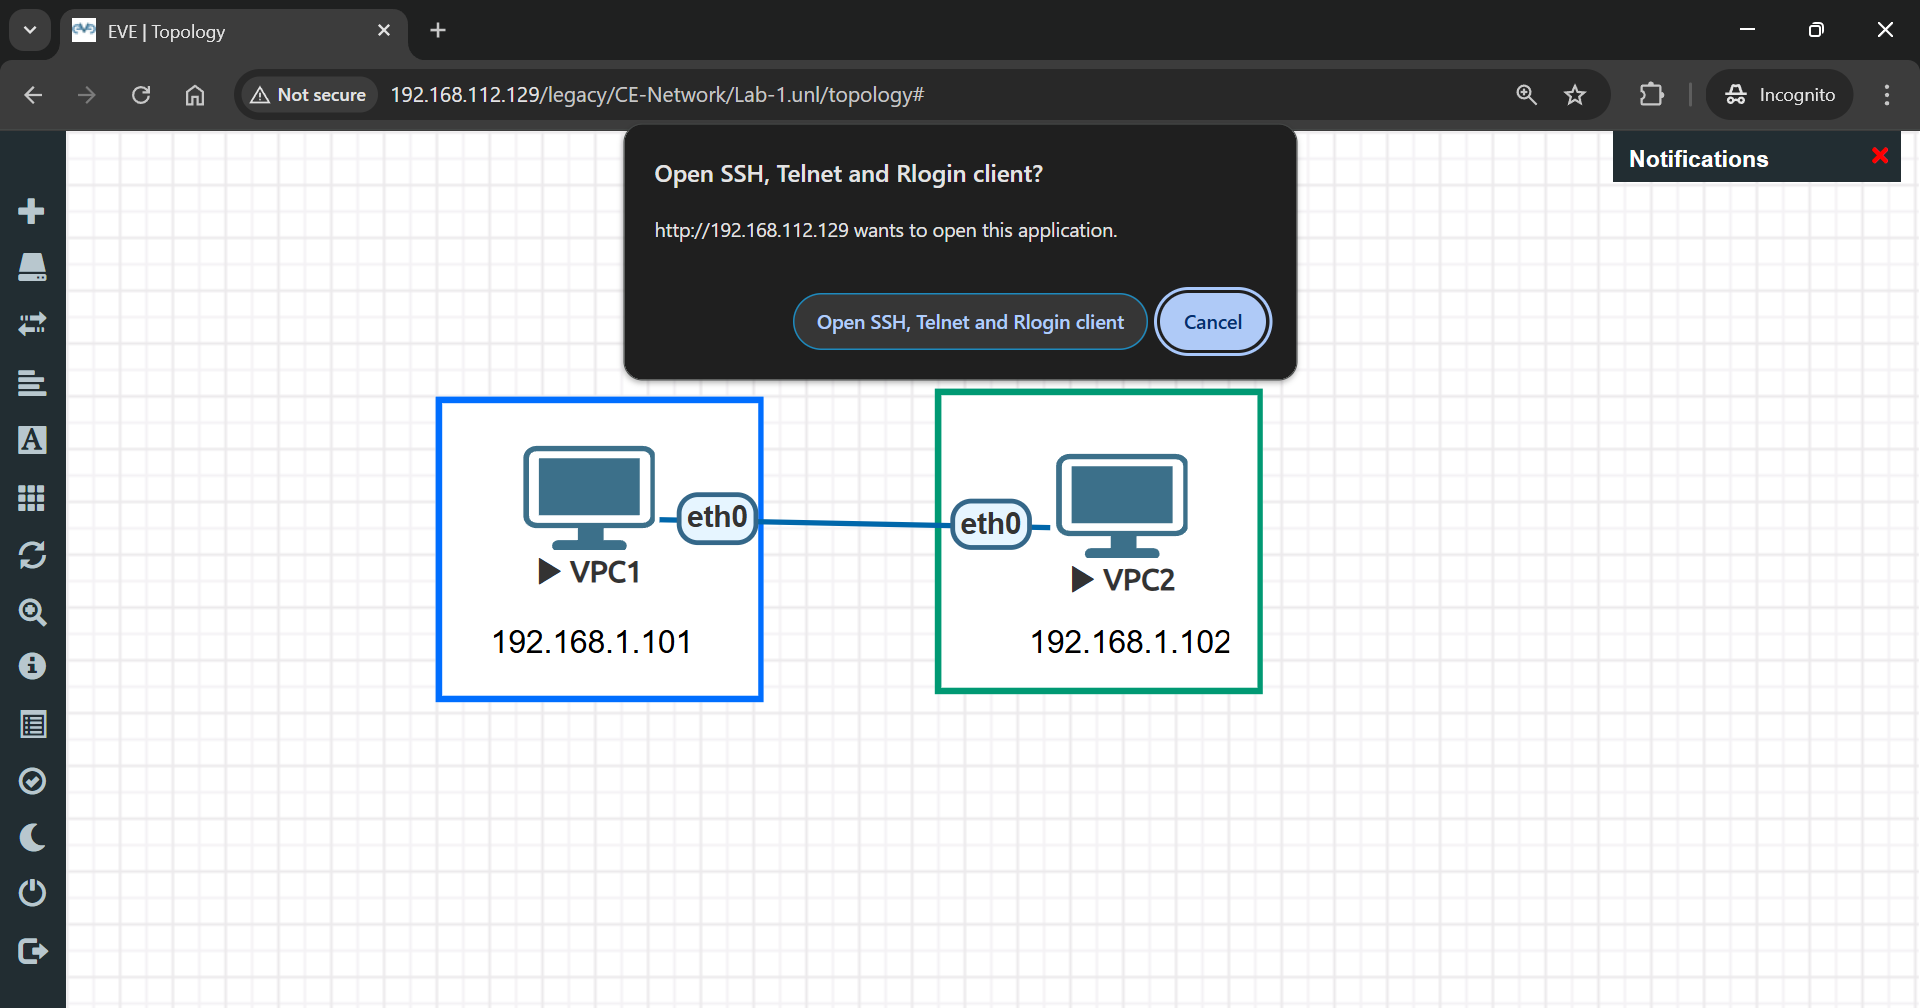 EVE | Topology
Not secure
192.168.112.129/legacy/CE-Network/Lab-1.unl/topology#
Incognito
Open SSH, Telnet and Rlogin client?
http://192.168.112.129 wants to open this application.
Open SSH, Telnet and Rlogin client
Cancel
Notifications
A
eth0
eth0
VPC1
VPC2
192.168.1.101
192.168.1.102